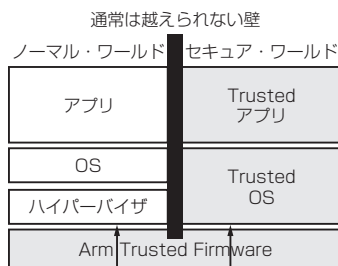 通常は越えられない壁
ノーマル・ワールド
セキュア・ワールド
アプリ
Trusted
アプリ
OS
Trusted
OS
ハイパーバイザ
Arm Trusted Firmware